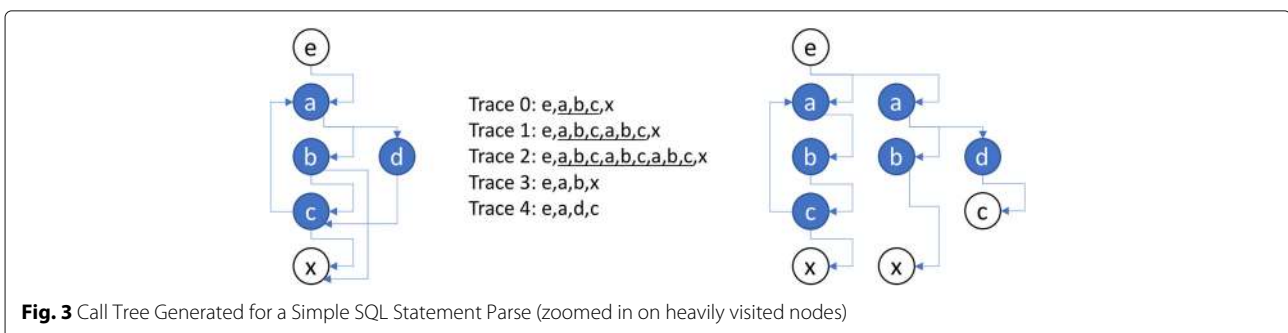 e
a
b
d
c
x
Trace 0: e,a,b,c,x
Trace 1: e,a,b,c,a,b,c,x
Trace 2: e,a,b,c,a,b,c,a,b,c,x
Trace 3: e,a,b,x
Trace 4: e,a,d,c
e
a a
b b d
c c
x x
Fig. 3 Call Tree Generated for a Simple SQL Statement Parse (zoomed in on heavily visited nodes)